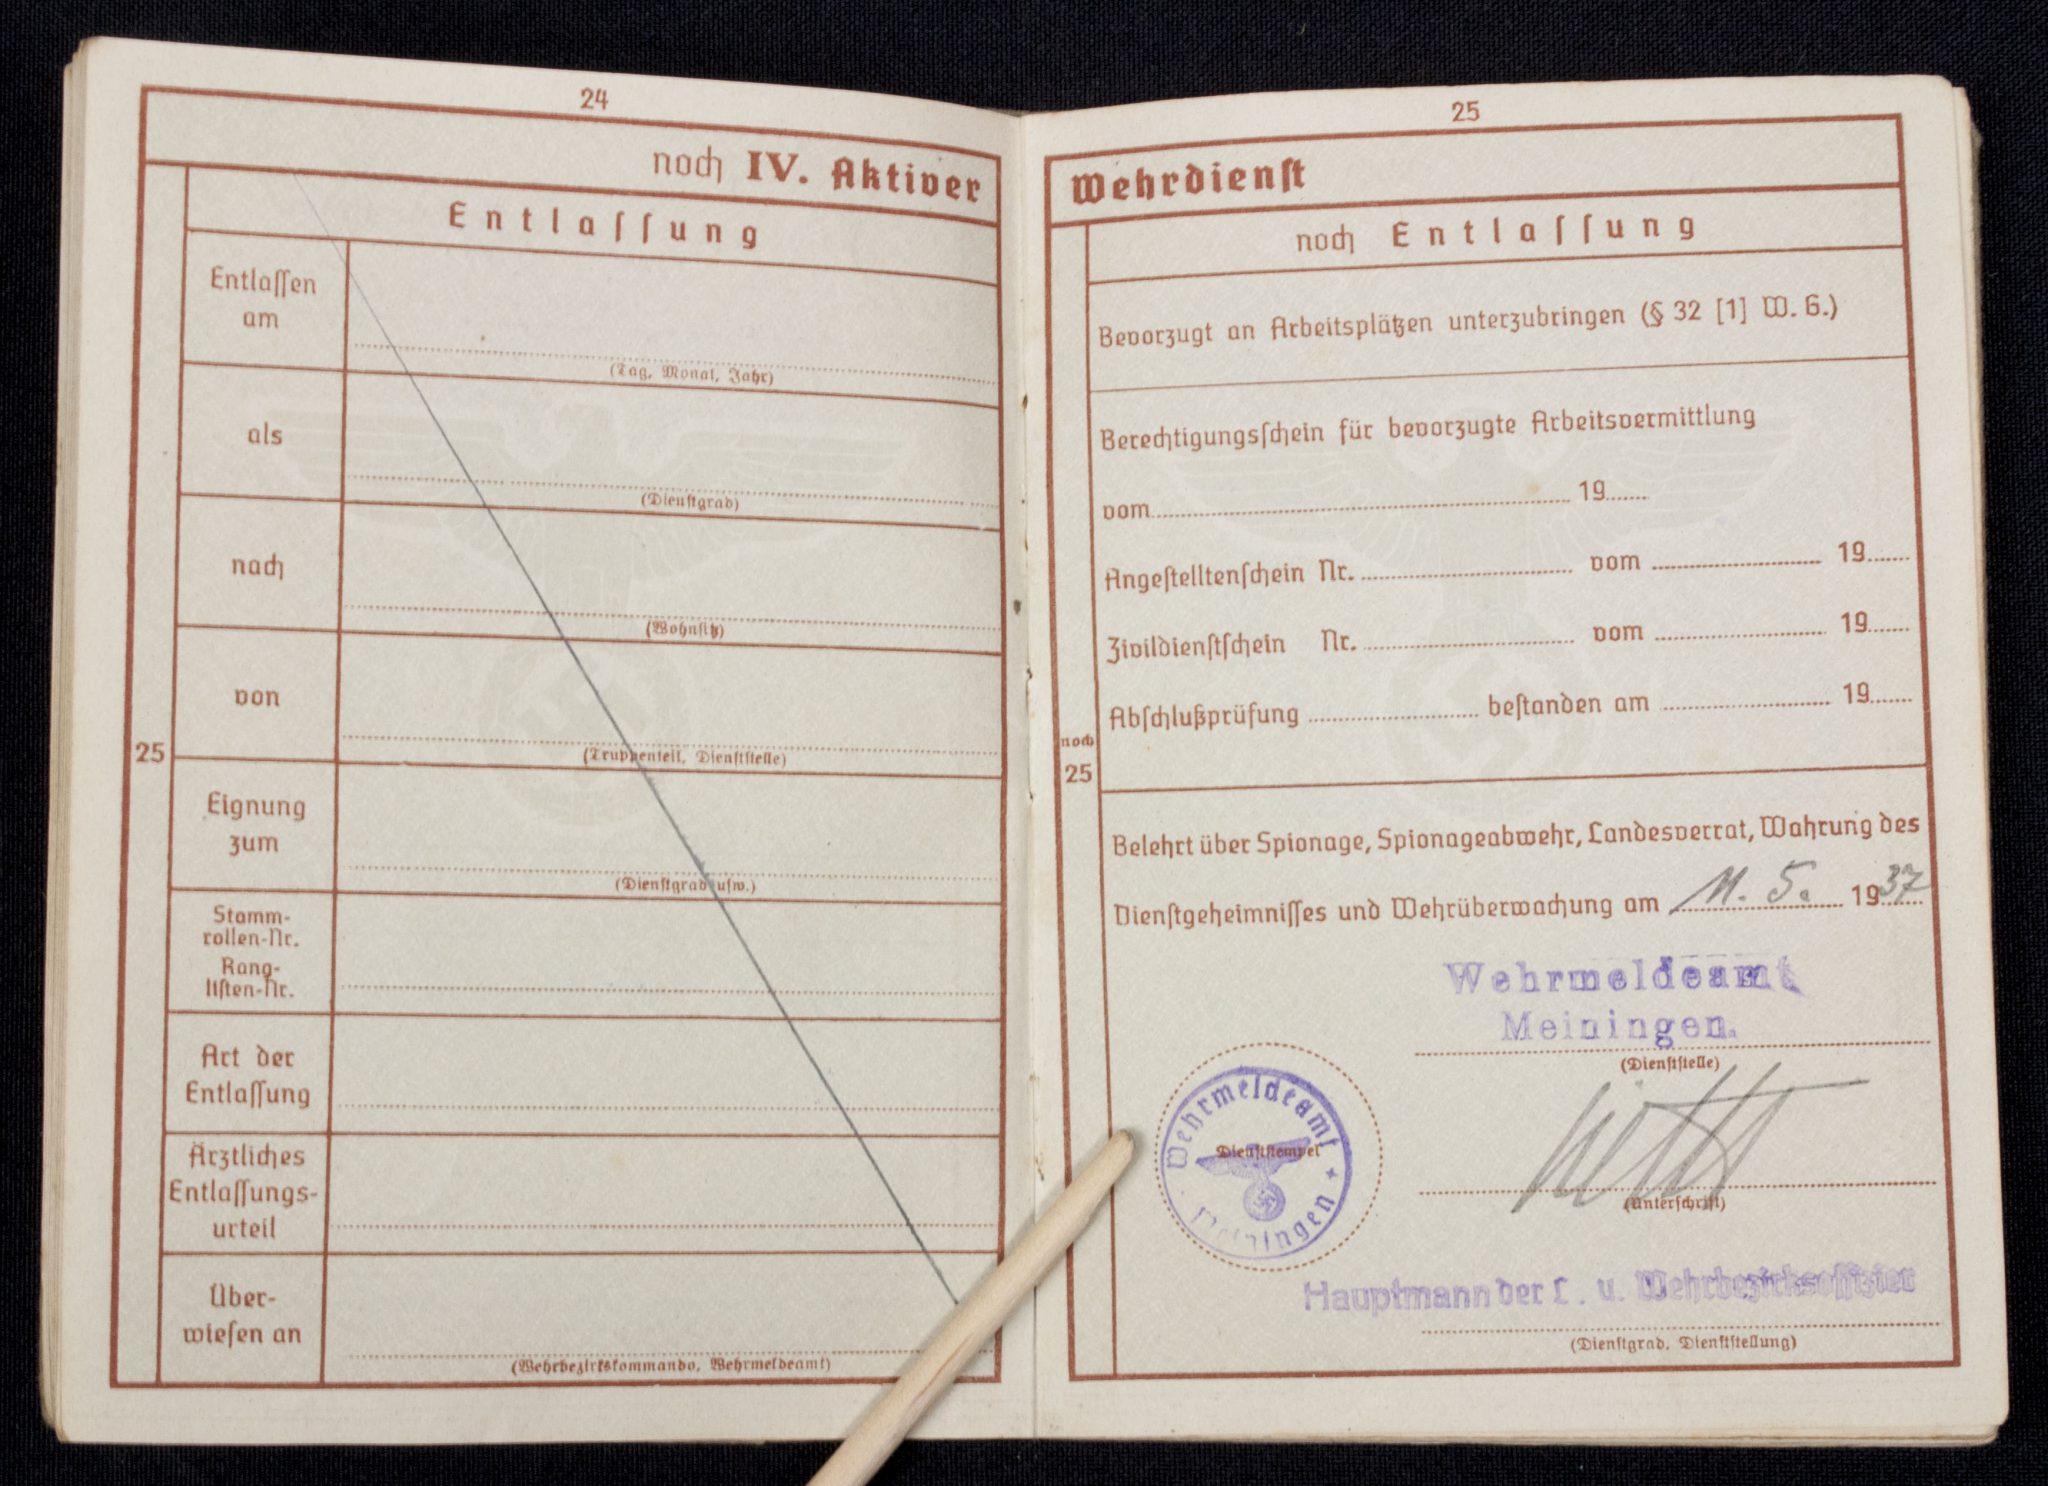 24
noch IV. Aktiver
Entlaſſung
Entlaſſen
am
(Tag, Monat, Jahr)
als
(Dienſtgrad)
nach
(Wohnſitz)
von
(Truppenteil, Dienſtſtelle)
25
Eignung
zum
(Dienſtgrad uſw.)
Stamm-
rollen-Nr.
Rang-
liſten-Nr.
Art der
Entlaſſung
Ärztliches
Entlaſſungs-
urteil
Über-
wieſen an
(Wehrbezirkskommando, Wehrmeldeamt)
25
Wehrdienſt
noch Entlaſſung
Bevorzugt an Arbeitsplätzen unterzubringen (§ 32 [1] W. G.)
Berechtigungsſchein für bevorzugte Arbeitsvermittlung
vom 19
Angeſtelltenſchein Nr. vom 19
Zivildienſtſchein Nr. vom 19
Abſchlußprüfung beſtanden am 19
noch
25
Belehrt über Spionage, Spionageabwehr, Landesverrat, Wahrung des
Dienſtgeheimniſſes und Wehrüberwachung am 11. 5. 1937
Wehrmeldeamt
Meiningen.
(Dienſtſtelle)
Wehrmeldeamt
Dienſtſtempel
Meiningen
(Unterſchrift)
Hauptmann der L. u. Wehrbezirksoffizier
(Dienſtgrad, Dienſtſtellung)